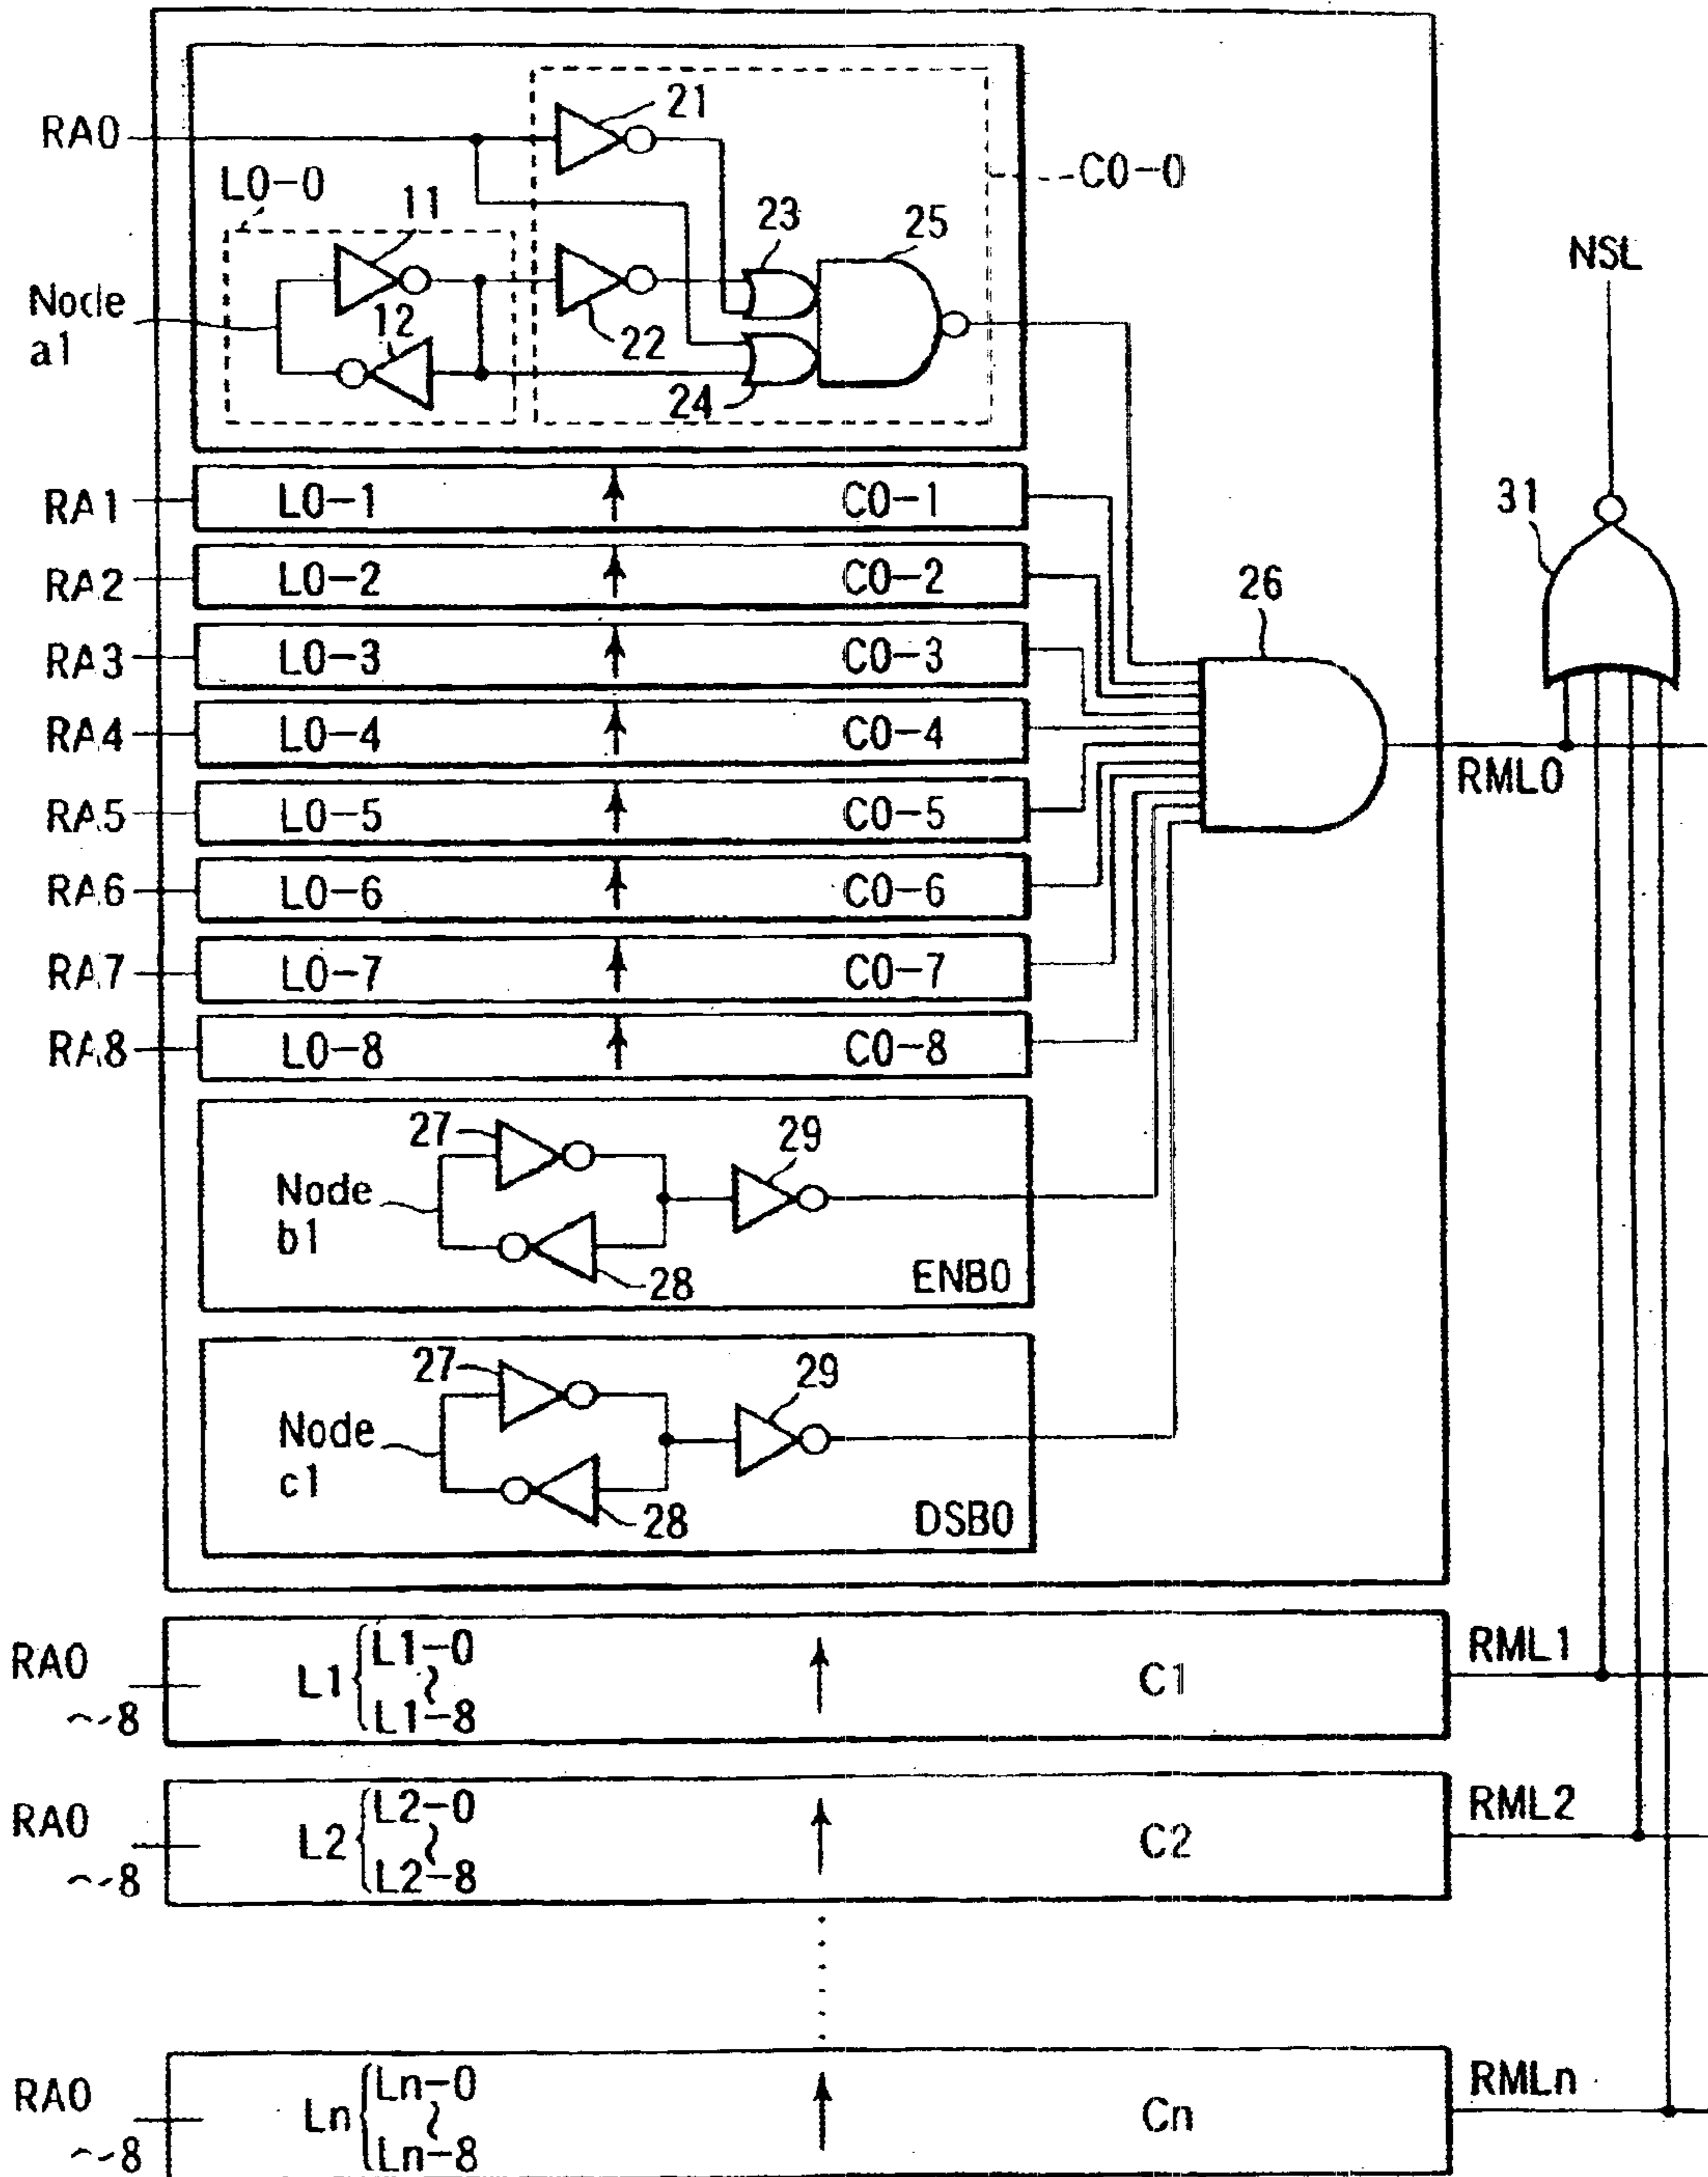 RA0
21
L0-0
C0-0
11
23
25
NSL
Node
a1
12
22
24
31
RA1
L0-1
C0-1
RA2
L0-2
C0-2
26
RA3
L0-3
C0-3
RA4
L0-4
C0-4
RML0
RA5
L0-5
C0-5
RA6
L0-6
C0-6
RA7
L0-7
C0-7
RA8
L0-8
C0-8
27
29
Node
b1
28
ENB0
27
29
Node
c1
28
DSB0
RA0
~8
L1
L1-0
~
L1-8
C1
RML1
RA0
~8
L2
L2-0
~
L2-8
C2
RML2
RA0
~8
Ln
Ln-0
~
Ln-8
Cn
RMLn